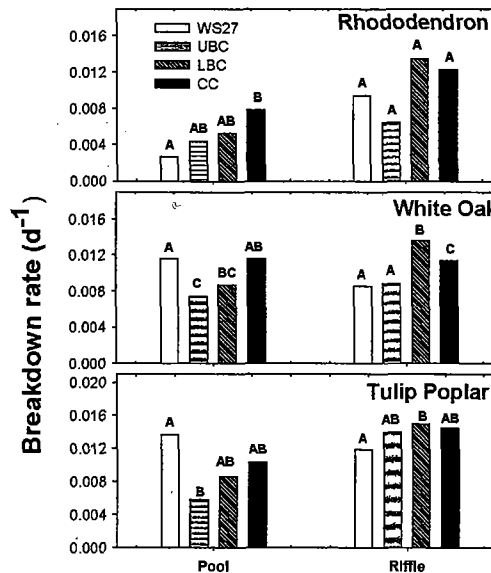 Rhododendron
WS27
UBC
LBC
CC
0.016
0.012
0.008
0.004
0.000
A
AB
AB
B
A
A
A
A
White Oak
0.016
0.012
0.008
0.004
0.000
A
C
BC
AB
A
A
B
C
Tulip Poplar
0.020
0.016
0.012
0.008
0.004
0.000
A
B
AB
AB
A
AB
B
AB
Pool
Riffle
Breakdown rate (d⁻¹)